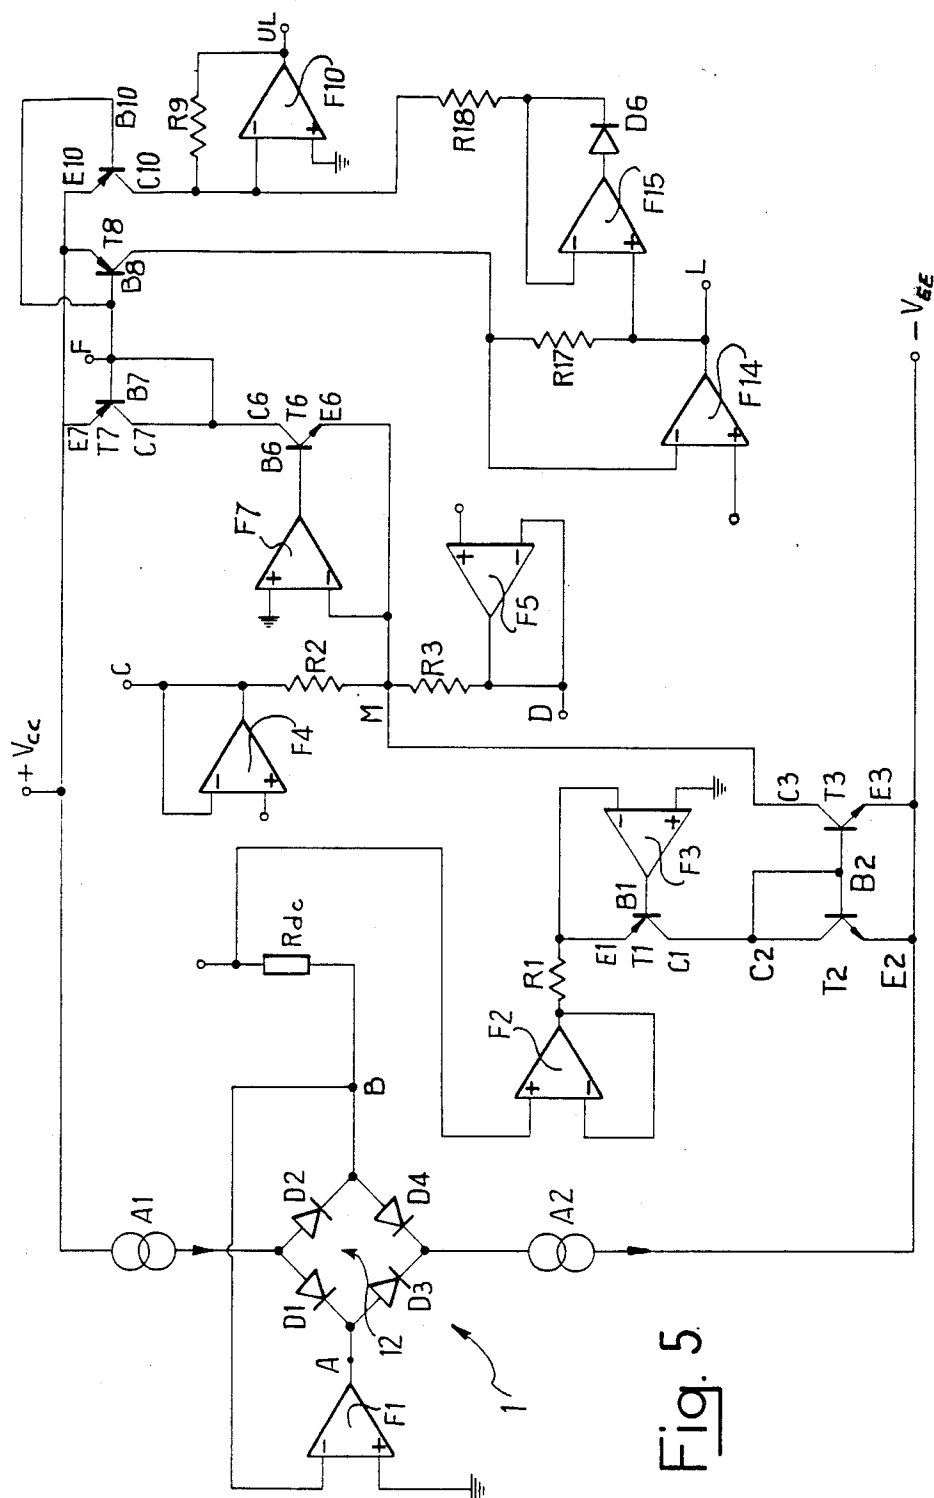 UL
R9
F10
B10
E10
C10
R18
D6
F15
T8
B8
F
B7
E7
T7
C7
R17
L
F14
C6
T6
E6
B6
F7
F5
+ Vcc
C
R2
M
R3
D
F4
- VEE
Rdc
B
R1
F2
E1
T1
C1
B1
F3
C3
T3
E3
C2
B2
T2
E2
A1
D2
D4
D1
D3
12
A2
A
F1
1
+
-
+
-
+
-
+
-
+
-
+
-
+
-
+
-
+
-
Fig. 5